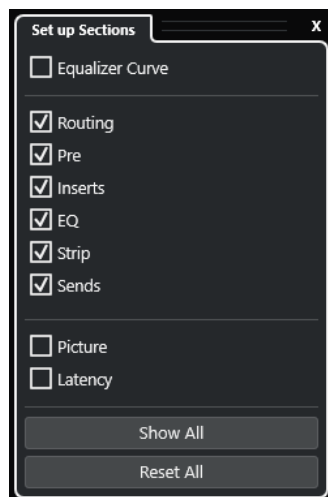 Set up Sections X
Equalizer Curve
Routing
Pre
Inserts
EQ
Strip
Sends
Picture
Latency
Show All
Reset All